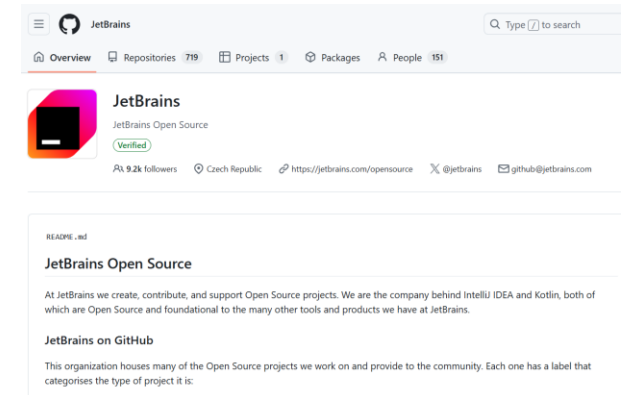 JetBrains
Type / to search
Overview Repositories 719 Projects 1 Packages People 151
JetBrains
JetBrains Open Source
Verified
9.2k followers Czech Republic https://jetbrains.com/opensource @jetbrains github@jetbrains.com
README.md
JetBrains Open Source
At JetBrains we create, contribute, and support Open Source projects. We are the company behind IntelliJ IDEA and Kotlin, both of
which are Open Source and foundational to the many other tools and products we have at JetBrains.
JetBrains on GitHub
This organization houses many of the Open Source projects we work on and provide to the community. Each one has a label that
categorises the type of project it is: